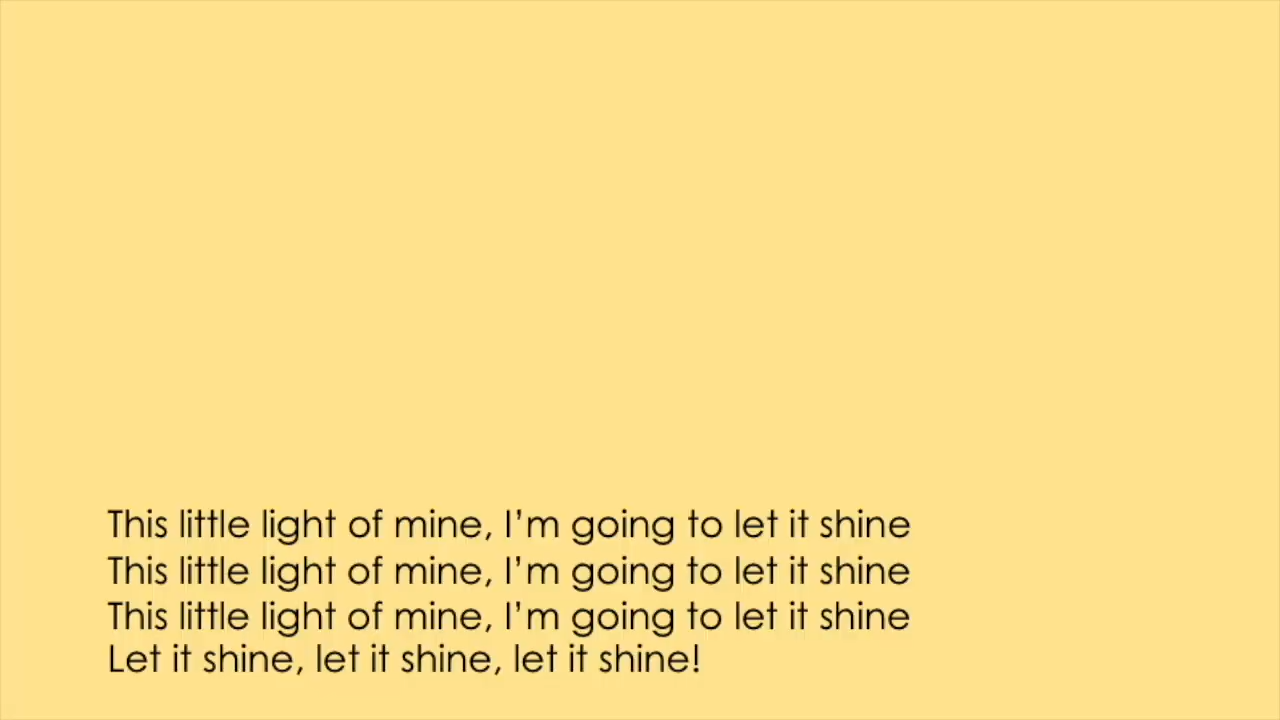 This little light of mine, I’m going to let it shine
This little light of mine, I’m going to let it shine
This little light of mine, I’m going to let it shine
Let it shine, let it shine, let it shine!